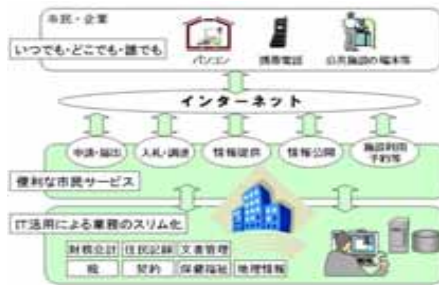 市民・企業
いつでも・どこでも・誰でも
パソコン
携帯電話
公共施設の端末等
インターネット
申請・届出
入札・調達
情報提供
情報公開
施設利用
予約等
便利な市民サービス
IT活用による業務のスリム化
財務会計
住民記録
文書管理
税
契約
保健福祉
地理情報